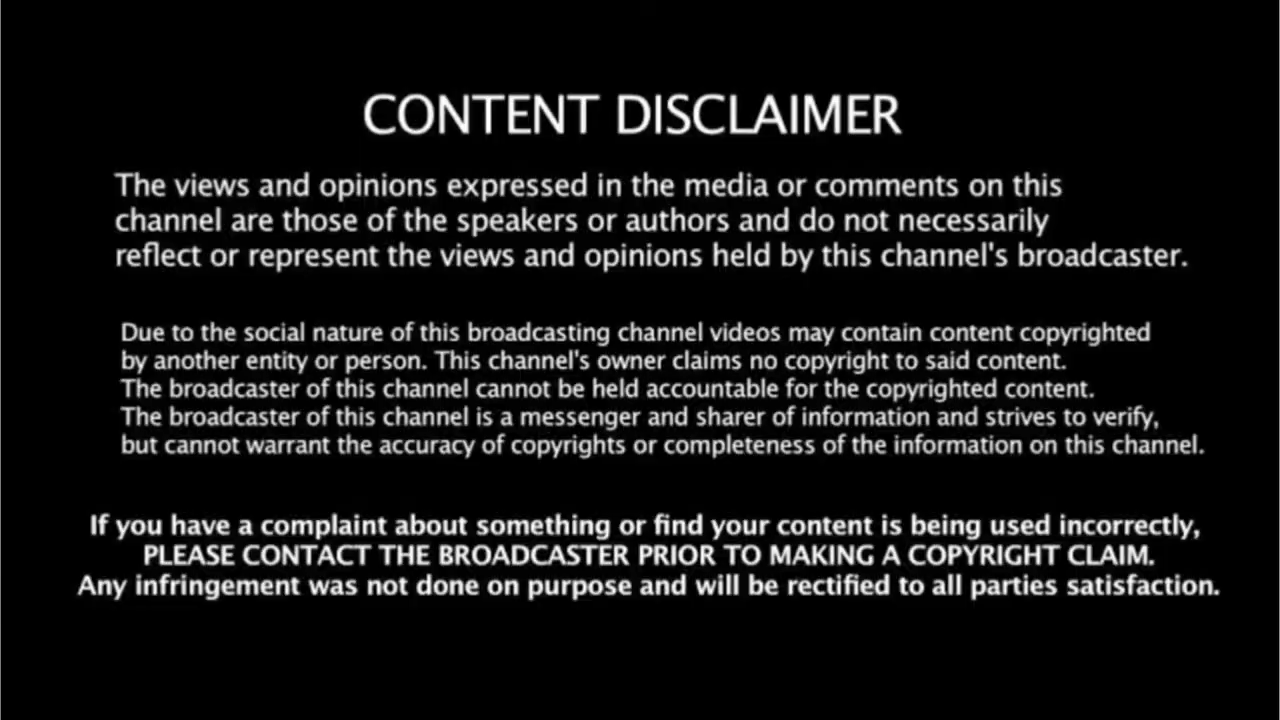 CONTENT DISCLAIMER
The views and opinions expressed in the media or comments on this
channel are those of the speakers or authors and do not necessarily
reflect or represent the views and opinions held by this channel's broadcaster.
Due to the social nature of this broadcasting channel videos may contain content copyrighted
by another entity or person. This channel's owner claims no copyright to said content.
The broadcaster of this channel cannot be held accountable for the copyrighted content.
The broadcaster of this channel is a messenger and sharer of information and strives to verify,
but cannot warrant the accuracy of copyrights or completeness of the information on this channel.
If you have a complaint about something or find your content is being used incorrectly,
PLEASE CONTACT THE BROADCASTER PRIOR TO MAKING A COPYRIGHT CLAIM.
Any infringement was not done on purpose and will be rectified to all parties satisfaction.